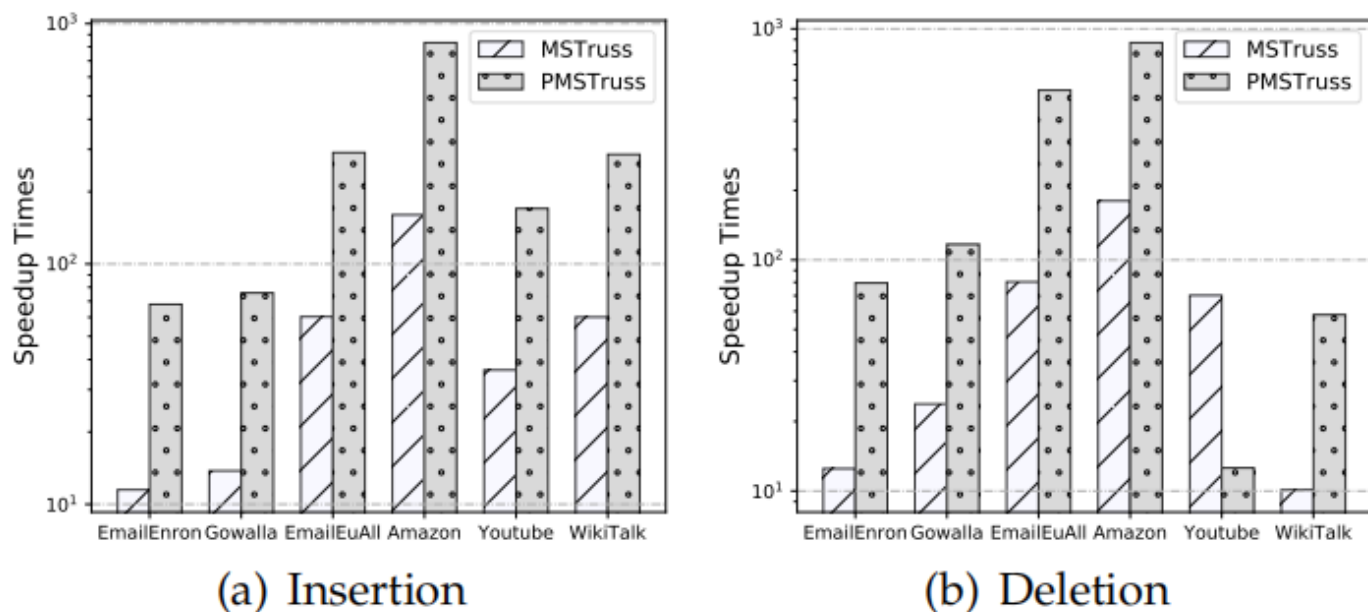 Speedup Times
10³
10²
10¹
MSTruss
PMSTruss
EmailEnron Gowalla EmailEuAll Amazon Youtube WikiTalk
(a) Insertion
Speedup Times
10³
10²
10¹
MSTruss
PMSTruss
EmailEnron Gowalla EmailEuAll Amazon Youtube WikiTalk
(b) Deletion